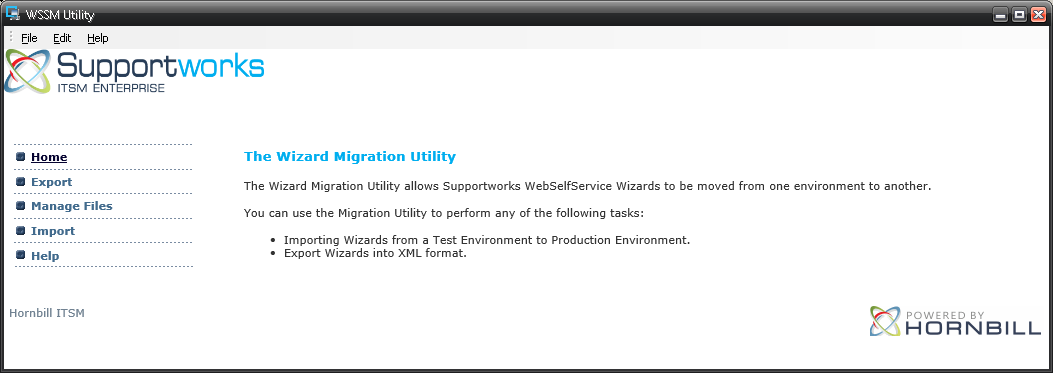 WSSM Utility
File Edit Help
Supportworks
ITSM ENTERPRISE
Home
Export
Manage Files
Import
Help
The Wizard Migration Utility
The Wizard Migration Utility allows Supportworks WebSelfService Wizards to be moved from one environment to another.
You can use the Migration Utility to perform any of the following tasks:
• Importing Wizards from a Test Environment to Production Environment.
• Export Wizards into XML format.
Hornbill ITSM
POWERED BY
HORNBILL